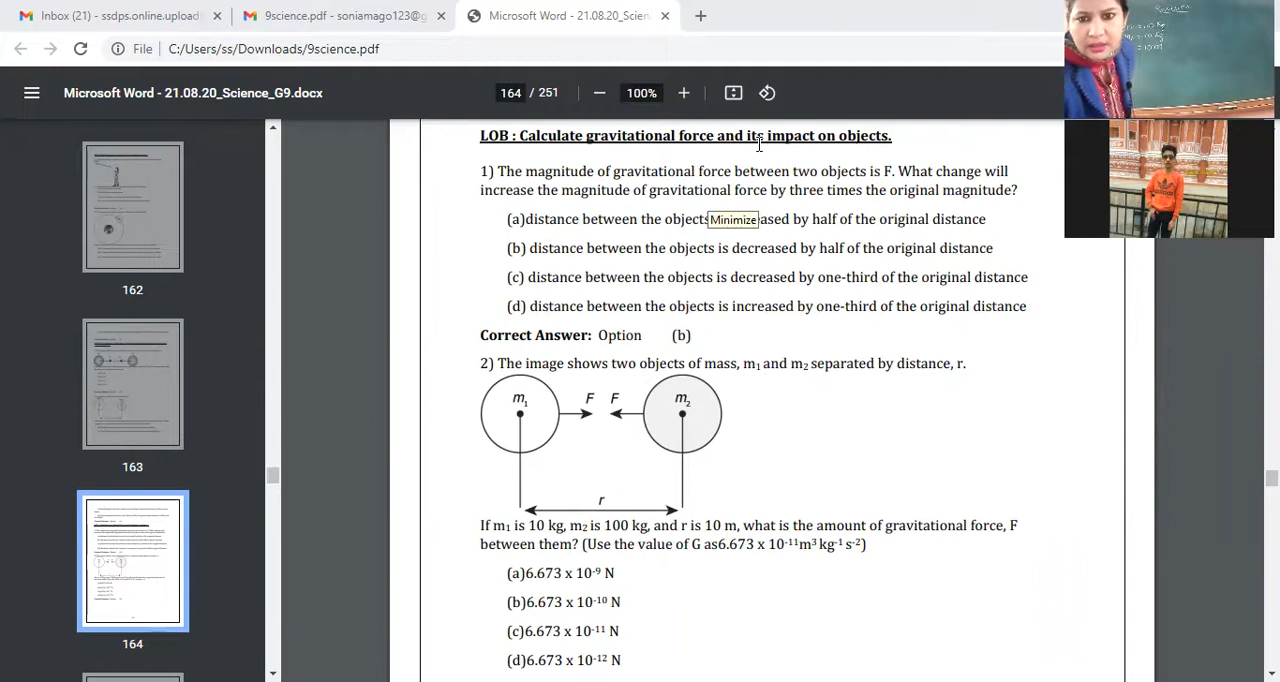 Inbox (21) - ssdps.online.upload
9science.pdf - soniamago123@g
Microsoft Word - 21.08.20_Scien
File
C:/Users/ss/Downloads/9science.pdf
Microsoft Word - 21.08.20_Science_G9.docx
164 / 251
100%
LOB : Calculate gravitational force and its impact on objects.
1) The magnitude of gravitational force between two objects is F. What change will
increase the magnitude of gravitational force by three times the original magnitude?
(a)distance between the objects Minimize ased by half of the original distance
(b) distance between the objects is decreased by half of the original distance
(c) distance between the objects is decreased by one-third of the original distance
(d) distance between the objects is increased by one-third of the original distance
Correct Answer: Option (b)
2) The image shows two objects of mass, m₁ and m₂ separated by distance, r.
m₁ F F m₂
r
If m₁ is 10 kg, m₂ is 100 kg, and r is 10 m, what is the amount of gravitational force, F
between them? (Use the value of G as6.673 x 10⁻¹¹m³ kg⁻¹ s⁻²)
(a)6.673 x 10⁻⁹ N
(b)6.673 x 10⁻¹⁰ N
(c)6.673 x 10⁻¹¹ N
(d)6.673 x 10⁻¹² N
162
163
164
adidas